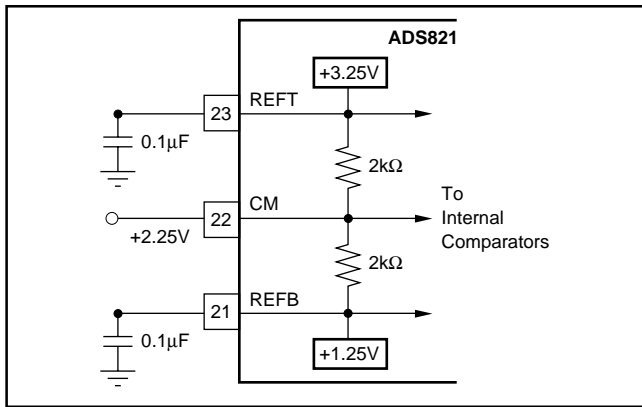 ADS821
+3.25V
23
REFT
0.1µF
2kΩ
To
Internal
Comparators
22
CM
+2.25V
2kΩ
21
REFB
0.1µF
+1.25V